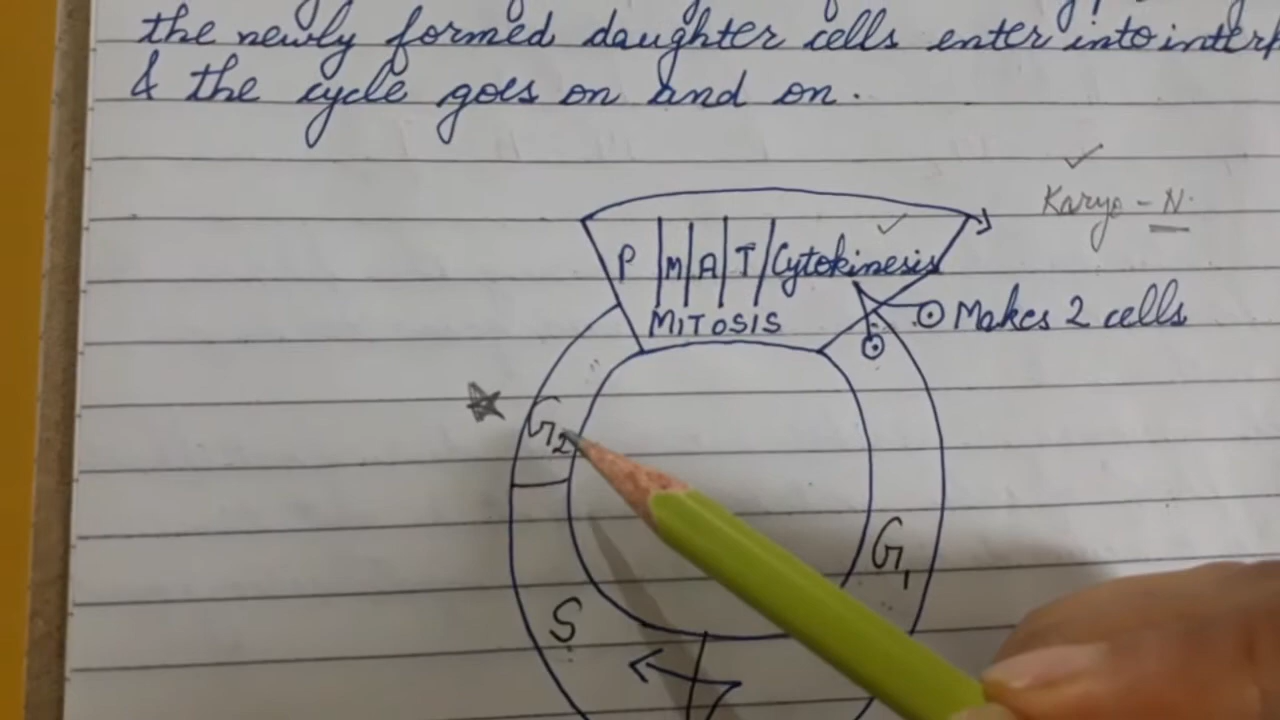 the newly formed daughter cells enter into
& the cycle goes on and on.
Karyo - N.
P M A T Cytokinesis
MITOSIS
Makes 2 cells
G2
G1
S